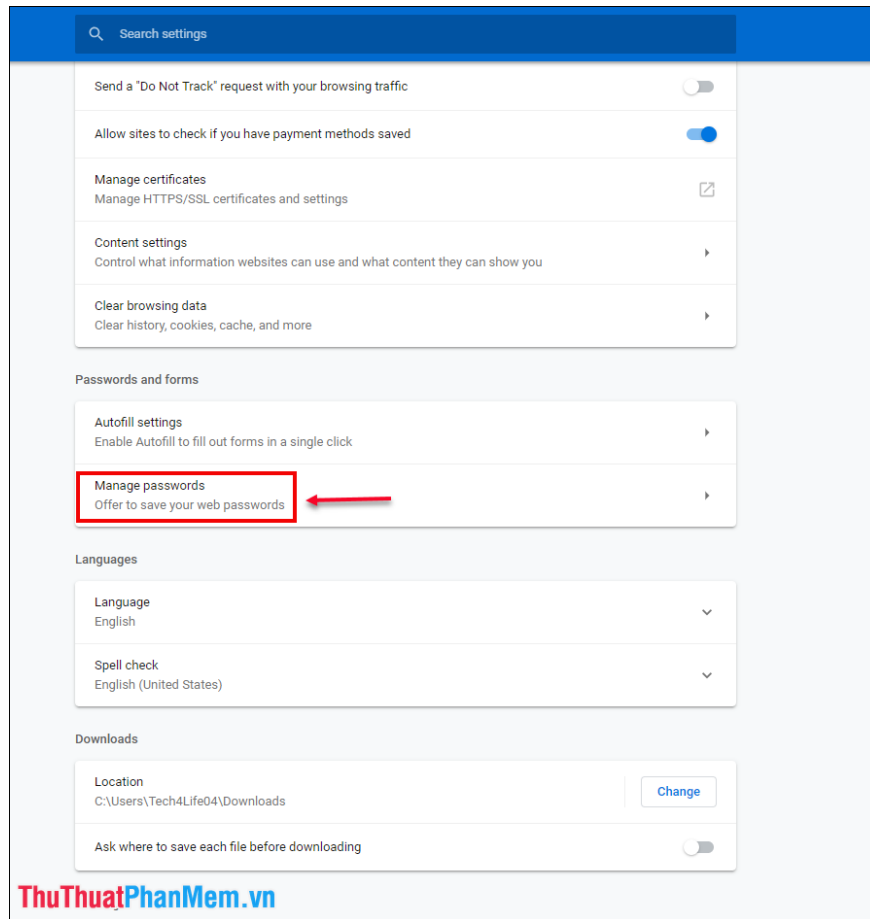 Search settings
Send a "Do Not Track" request with your browsing traffic
Allow sites to check if you have payment methods saved
Manage certificates
Manage HTTPS/SSL certificates and settings
Content settings
Control what information websites can use and what content they can show you
Clear browsing data
Clear history, cookies, cache, and more
Passwords and forms
Autofill settings
Enable Autofill to fill out forms in a single click
Manage passwords
Offer to save your web passwords
Languages
Language
English
Spell check
English (United States)
Downloads
Location
C:\Users\Tech4Life04\Downloads
Change
Ask where to save each file before downloading
ThuThuatPhanMem.vn